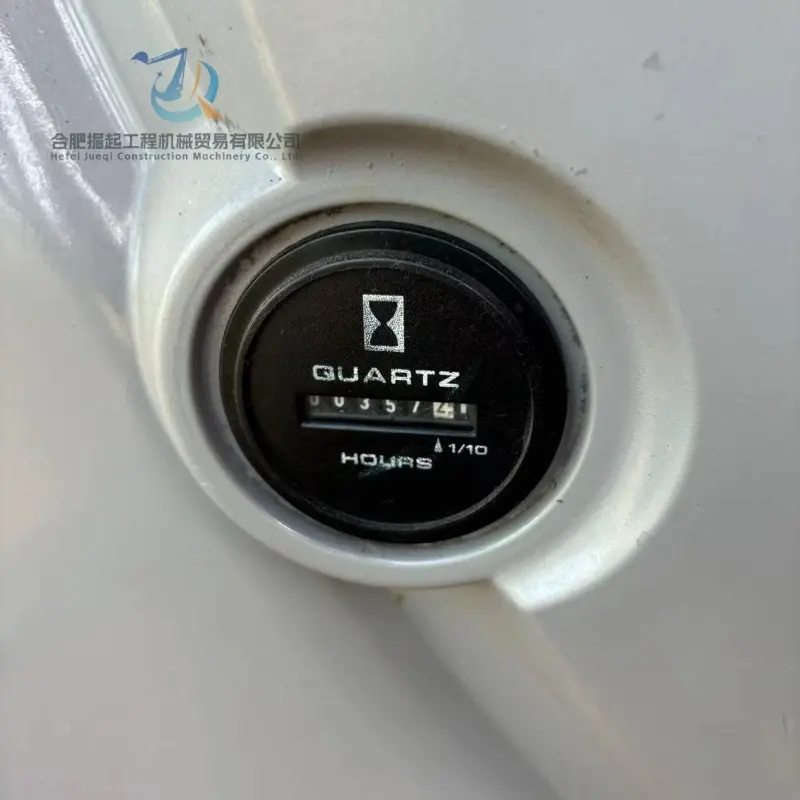 合肥掘起工程机械贸易有限公司
Hefei Jueqi Construction Machinery Co., Ltd.
QUARTZ
003574
1/10
HOURS